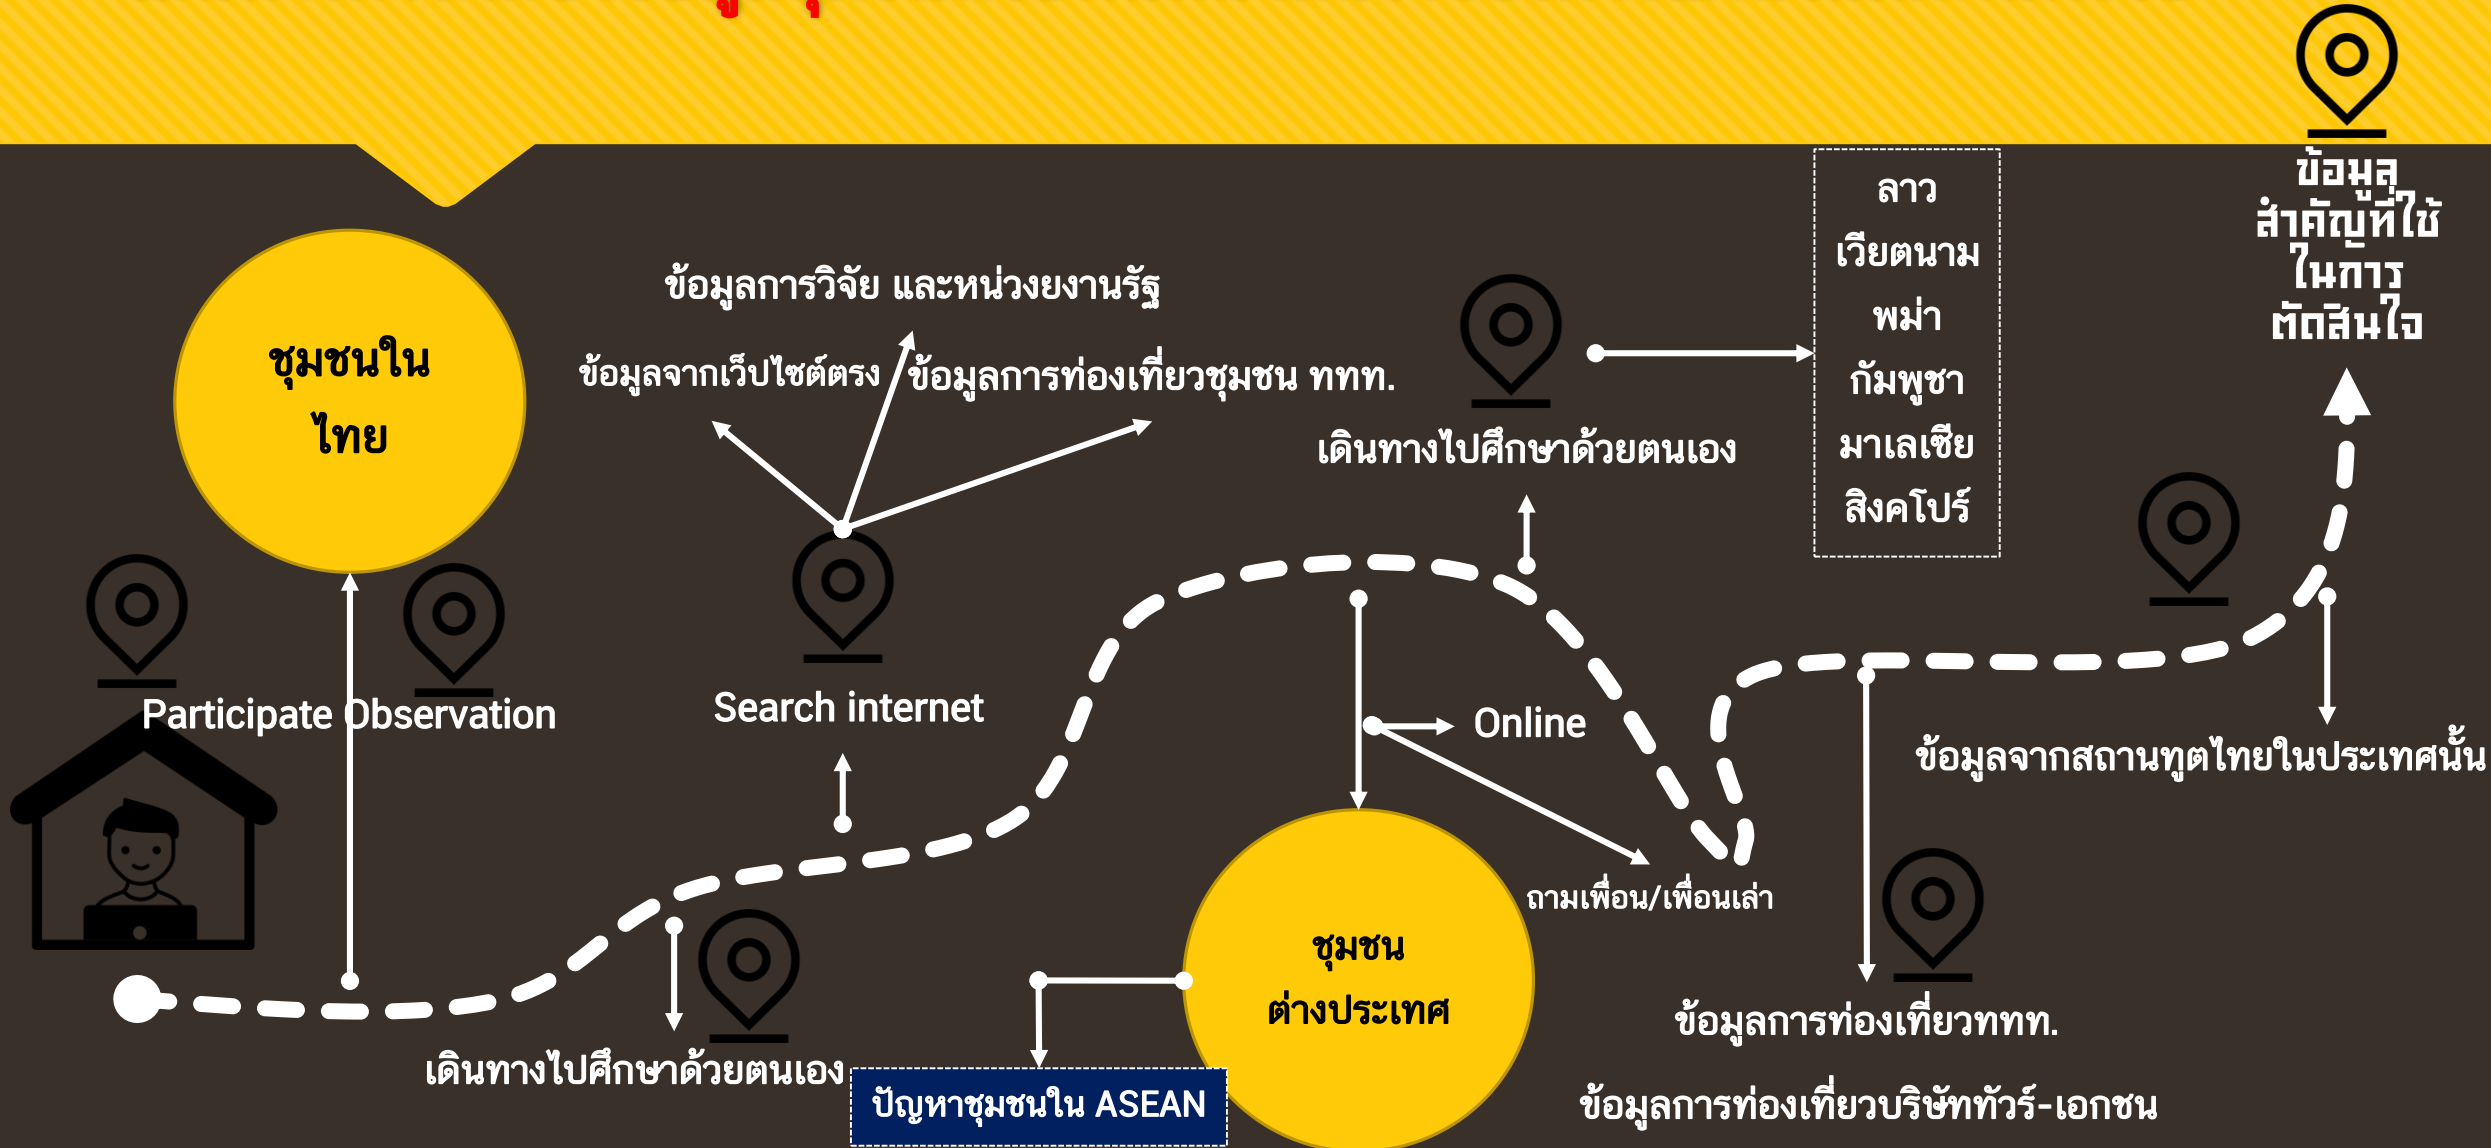 ข้อมูล
สำคัญที่ใช้
ในการ
ตัดสินใจ
ลาว
เวียตนาม
พม่า
กัมพูชา
มาเลเซีย
สิงคโปร์
ข้อมูลการวิจัย และหน่วงยงานรัฐ
ข้อมูลจากเว็ปไซต์ตรง
ข้อมูลการท่องเที่ยวชุมชน ททท.
ชุมชนใน
ไทย
เดินทางไปศึกษาด้วยตนเอง
Participate Observation
Search internet
Online
ข้อมูลจากสถานทูตไทยในประเทศนั้น
ถามเพื่อน/เพื่อนเล่า
ชุมชน
ต่างประเทศ
เดินทางไปศึกษาด้วยตนเอง
ปัญหาชุมชนใน ASEAN
ข้อมูลการท่องเที่ยวททท.
ข้อมูลการท่องเที่ยวบริษัททัวร์-เอกชน